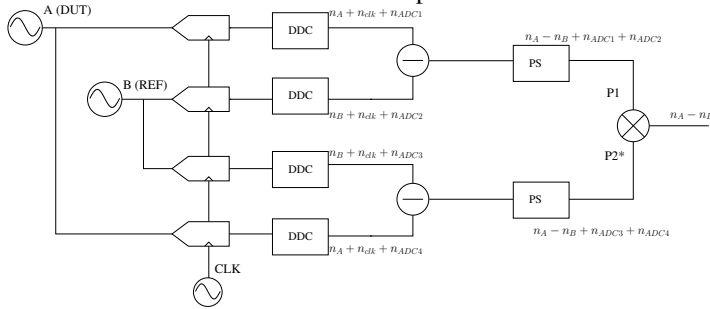 A (DUT)
DDC
n_A + n_clk + n_ADC1
B (REF)
DDC
n_B + n_clk + n_ADC2
DDC
n_B + n_clk + n_ADC3
DDC
n_A + n_clk + n_ADC4
CLK
PS
n_A − n_B + n_ADC1 + n_ADC2
P1
P2*
PS
n_A − n_B + n_ADC3 + n_ADC4